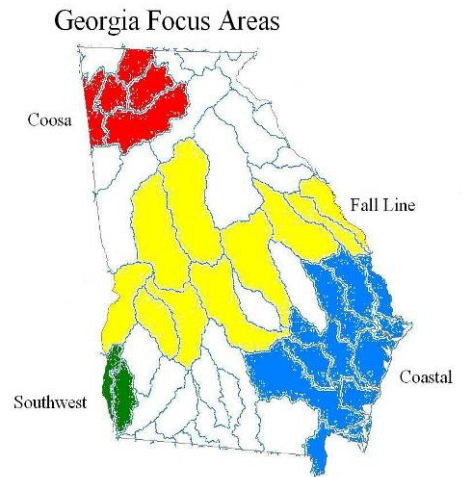 Georgia Focus Areas
Coosa
Fall Line
Coastal
Southwest